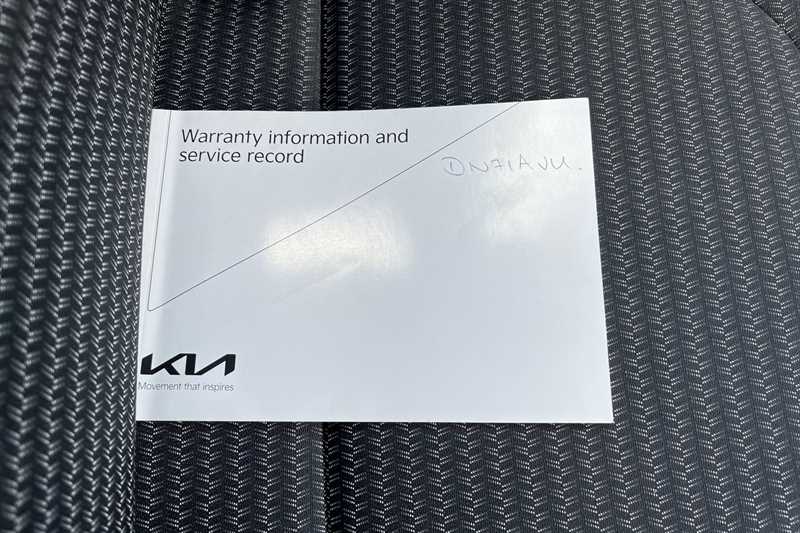 Warranty information and
service record
DN71AVU.
KIA
Movement that inspires